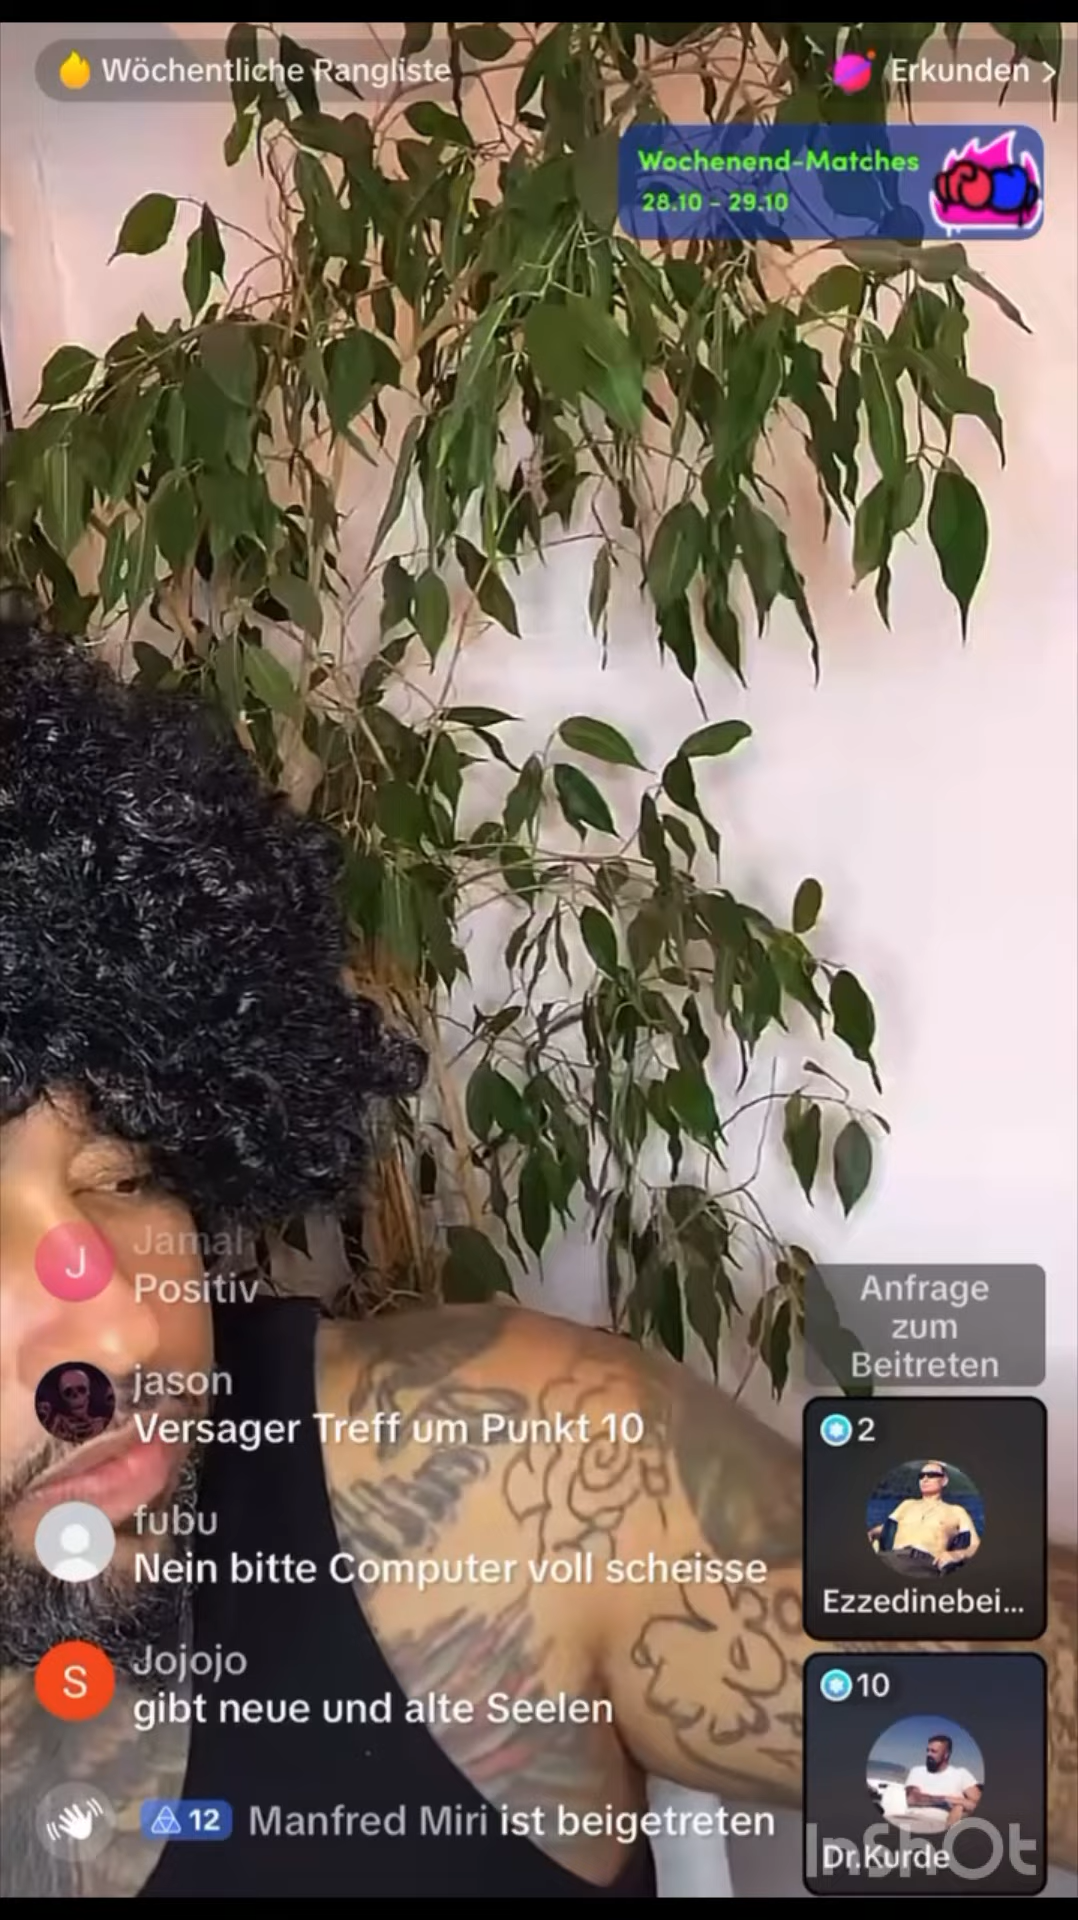 Wöchentliche Rangliste
Erkunden >
Wochenend-Matches
28.10 - 29.10
Jamal
Positiv
J
jason
Versager Treff um Punkt 10
fubu
Nein bitte Computer voll scheisse
S
Jojojo
gibt neue und alte Seelen
12 Manfred Miri ist beigetreten
Anfrage
zum
Beitreten
2
Ezzedinebei...
10
Dr.Kurde
InShOt